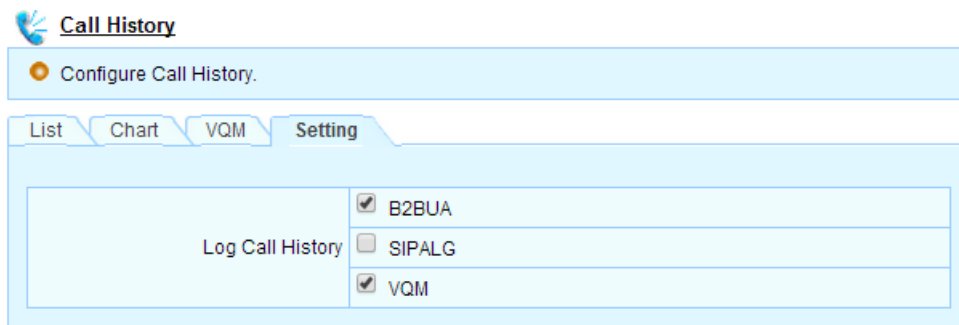 Call History
Configure Call History.
List Chart VQM Setting
B2BUA
Log Call History SIPALG
VQM